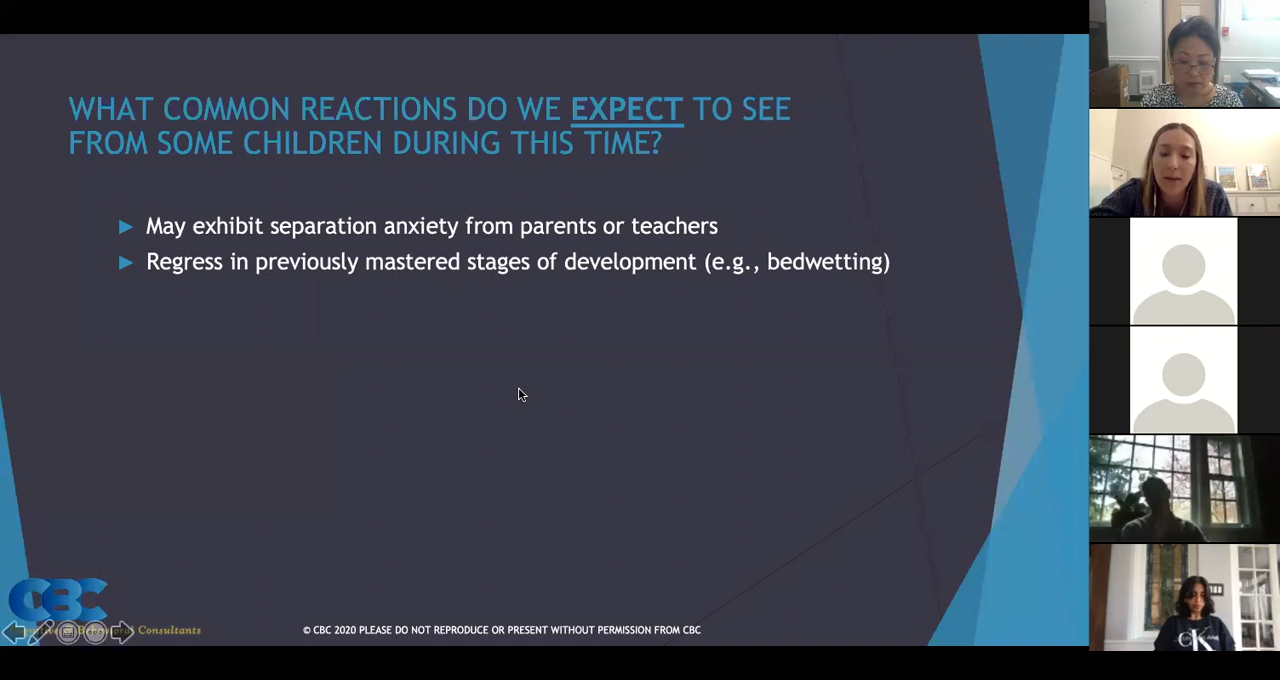 WHAT COMMON REACTIONS DO WE EXPECT TO SEE
FROM SOME CHILDREN DURING THIS TIME?
▶ May exhibit separation anxiety from parents or teachers
▶ Regress in previously mastered stages of development (e.g., bedwetting)
CBC
Behavioral Consultants
© CBC 2020 PLEASE DO NOT REPRODUCE OR PRESENT WITHOUT PERMISSION FROM CBC
CK